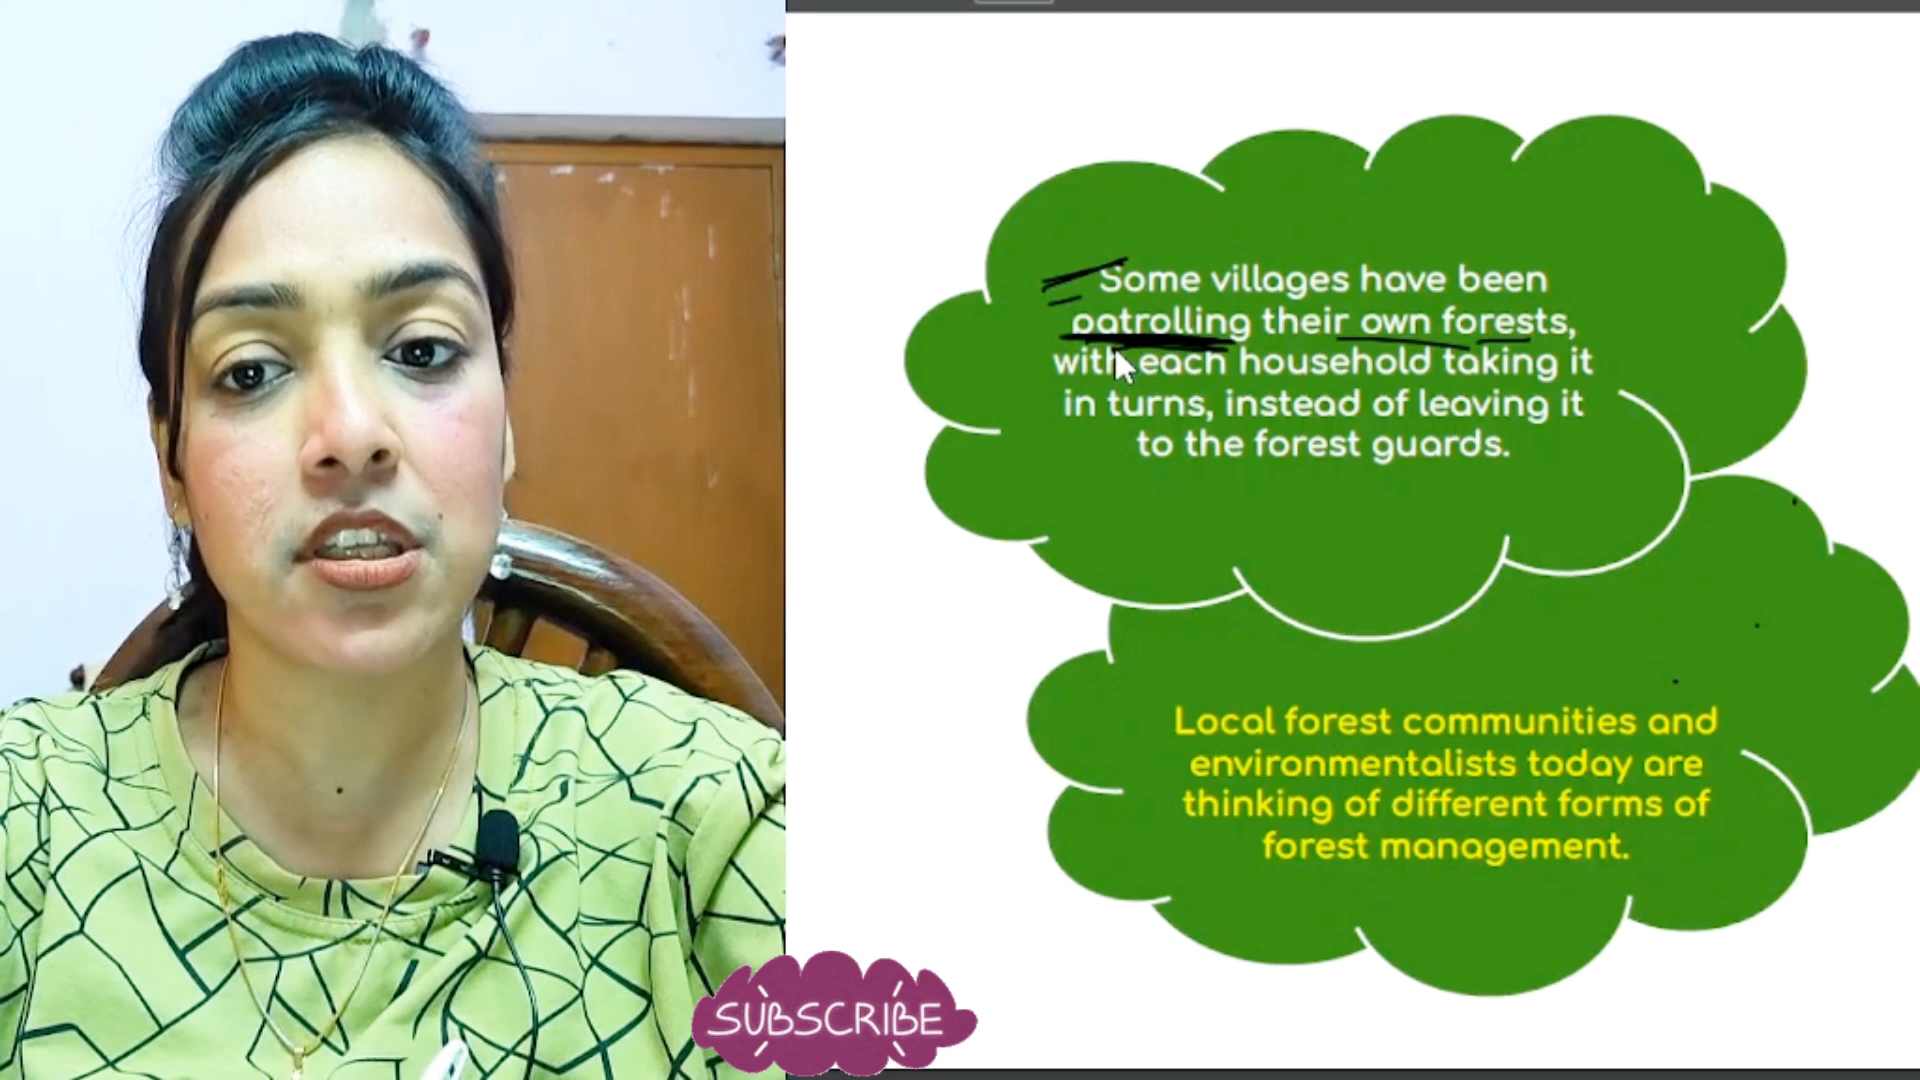 Some villages have been
patrolling their own forests,
with each household taking it
in turns, instead of leaving it
to the forest guards.
Local forest communities and
environmentalists today are
thinking of different forms of
forest management.
SUBSCRIBE